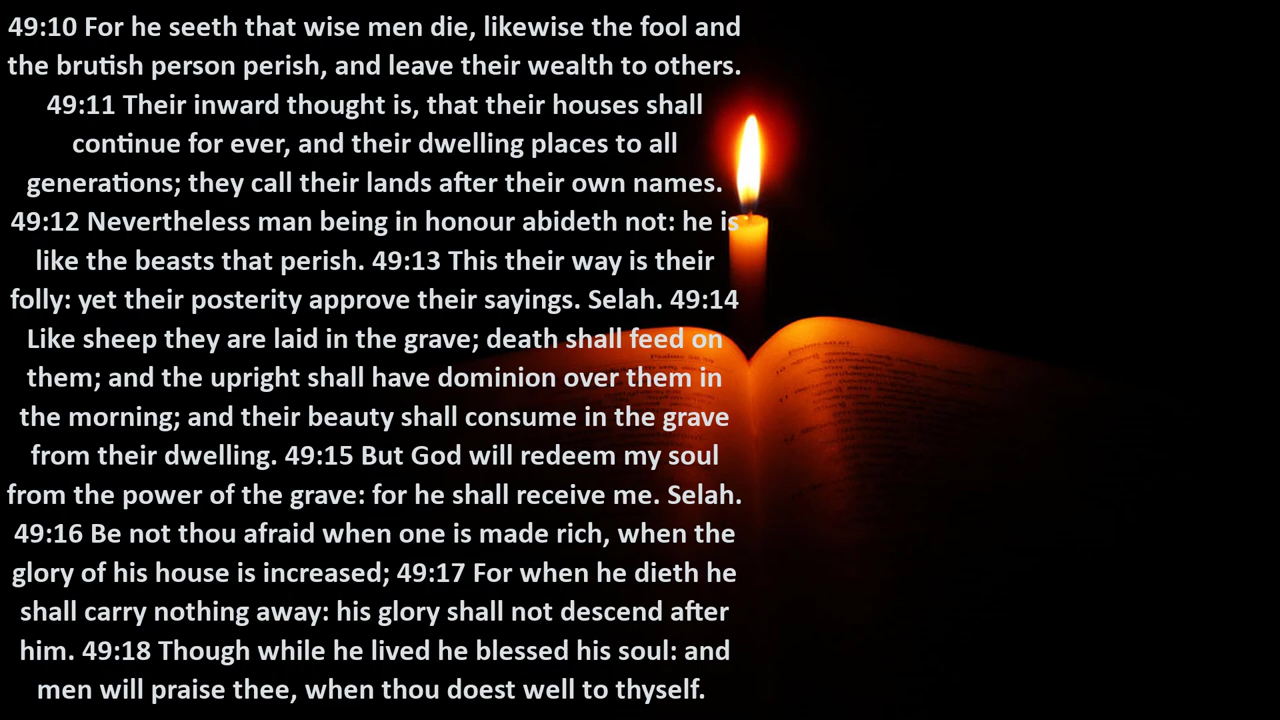 49:10 For he seeth that wise men die, likewise the fool and
the brutish person perish, and leave their wealth to others.
49:11 Their inward thought is, that their houses shall
continue for ever, and their dwelling places to all
generations; they call their lands after their own names.
49:12 Nevertheless man being in honour abideth not: he is
like the beasts that perish. 49:13 This their way is their
folly: yet their posterity approve their sayings. Selah. 49:14
Like sheep they are laid in the grave; death shall feed on
them; and the upright shall have dominion over them in
the morning; and their beauty shall consume in the grave
from their dwelling. 49:15 But God will redeem my soul
from the power of the grave: for he shall receive me. Selah.
49:16 Be not thou afraid when one is made rich, when the
glory of his house is increased; 49:17 For when he dieth he
shall carry nothing away: his glory shall not descend after
him. 49:18 Though while he lived he blessed his soul: and
men will praise thee, when thou doest well to thyself.